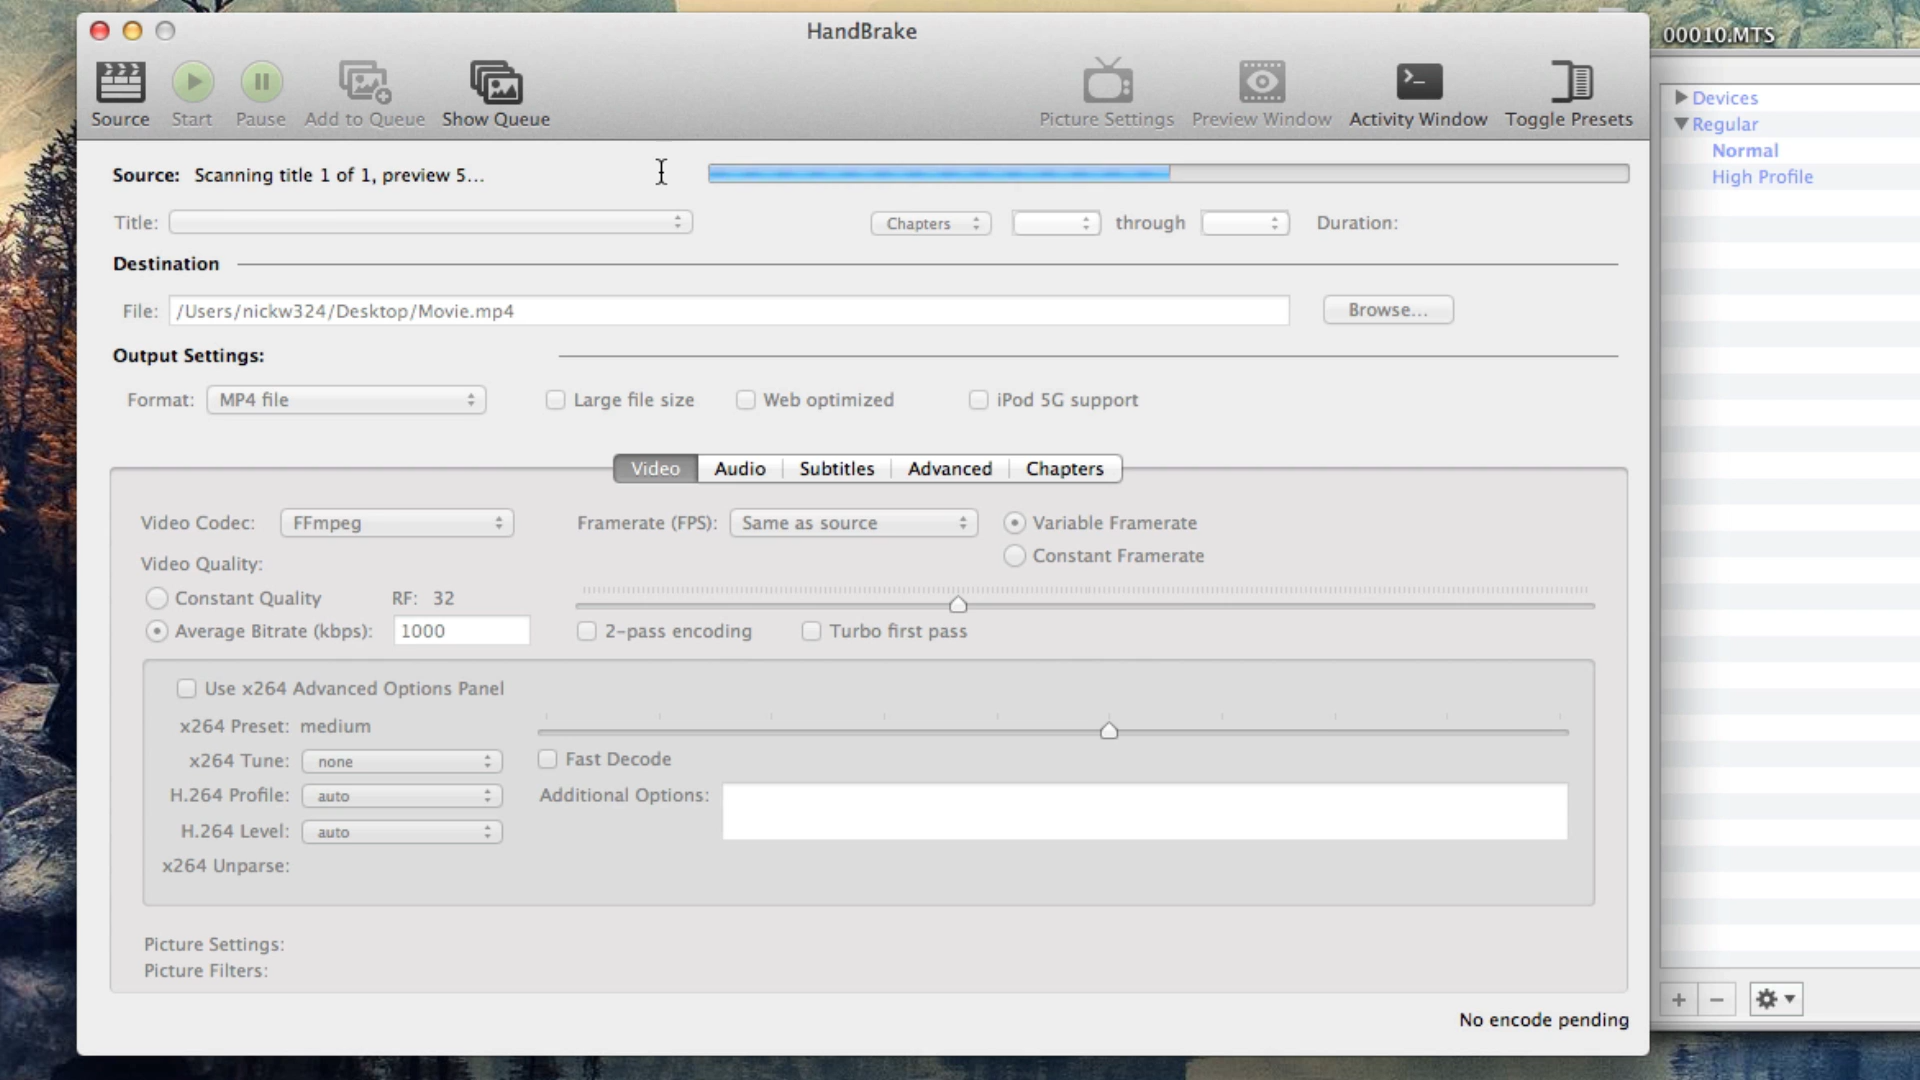 HandBrake
00010.MTS
Source
Start
Pause
Add to Queue
Show Queue
Picture Settings
Preview Window
Activity Window
Toggle Presets
Devices
Regular
Normal
High Profile
Source: Scanning title 1 of 1, preview 5...
Title:
Chapters
through
Duration:
Destination
File: /Users/nickw324/Desktop/Movie.mp4
Browse...
Output Settings:
Format: MP4 file
Large file size
Web optimized
iPod 5G support
Video
Audio
Subtitles
Advanced
Chapters
Video Codec: FFmpeg
Framerate (FPS): Same as source
Variable Framerate
Constant Framerate
Video Quality:
Constant Quality
RF: 32
Average Bitrate (kbps): 1000
2-pass encoding
Turbo first pass
Use x264 Advanced Options Panel
x264 Preset: medium
x264 Tune: none
Fast Decode
H.264 Profile: auto
Additional Options:
H.264 Level: auto
x264 Unparse:
Picture Settings:
Picture Filters:
No encode pending